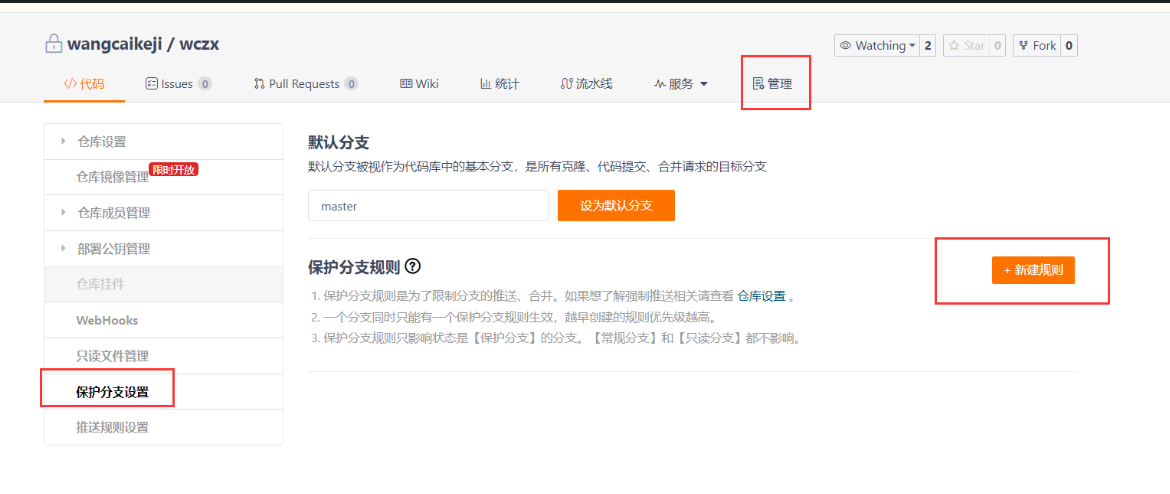 wangcaikeji / wczx
Watching 2 Star 0 Fork 0
代码 Issues 0 Pull Requests 0 Wiki 统计 流水线 服务 管理
仓库设置
仓库镜像管理 限时开放
仓库成员管理
部署公钥管理
仓库挂件
WebHooks
只读文件管理
保护分支设置
推送规则设置
默认分支
默认分支被视作为代码库中的基本分支，是所有克隆、代码提交、合并请求的目标分支
master 设为默认分支
保护分支规则 ? + 新建规则
1. 保护分支规则是为了限制分支的推送、合并。如果想了解强制推送相关请查看 仓库设置 。
2. 一个分支同时只能有一个保护分支规则生效，越早创建的规则优先级越高。
3. 保护分支规则只影响状态是【保护分支】的分支。【常规分支】和【只读分支】都不影响。